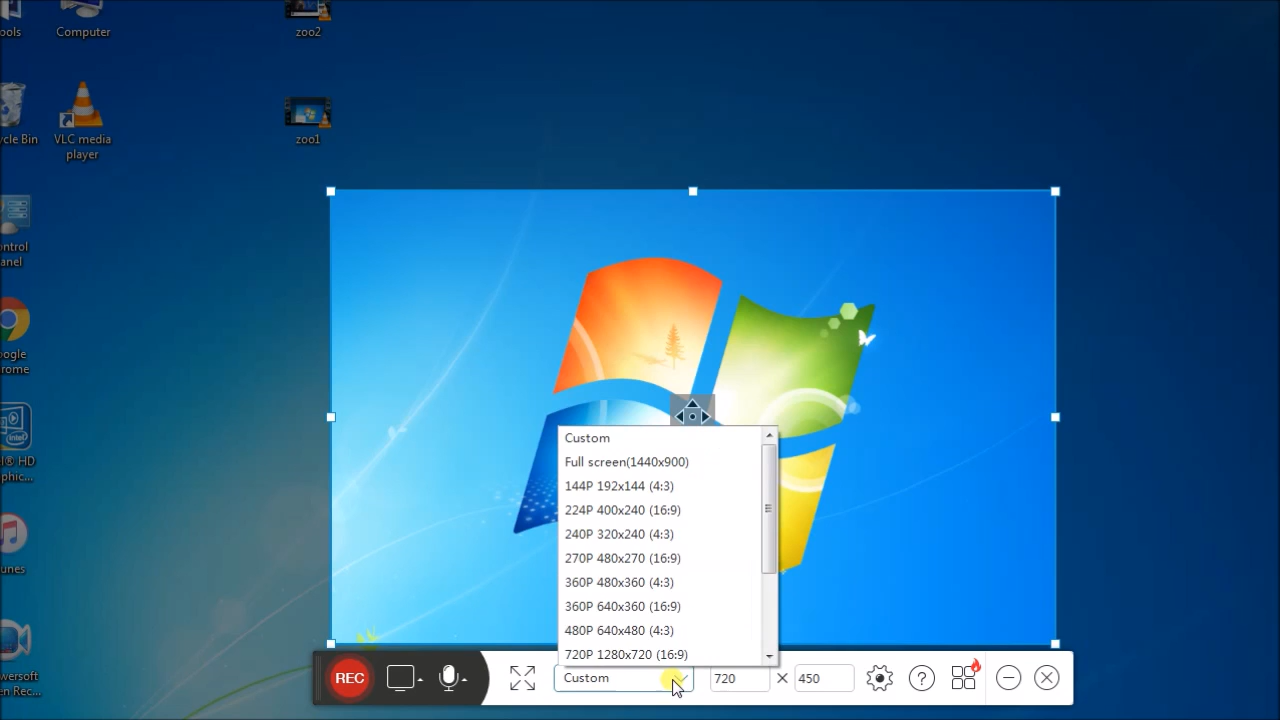 ools
Computer
zoo2
ycle Bin
VLC media
player
zoo1
ontrol
anel
oogle
rome
intel
l® HD
phic...
unes
owersoft
en Rec...
Custom
Full screen(1440x900)
144P 192x144 (4:3)
224P 400x240 (16:9)
240P 320x240 (4:3)
270P 480x270 (16:9)
360P 480x360 (4:3)
360P 640x360 (16:9)
480P 640x480 (4:3)
720P 1280x720 (16:9)
REC
Custom
720
450